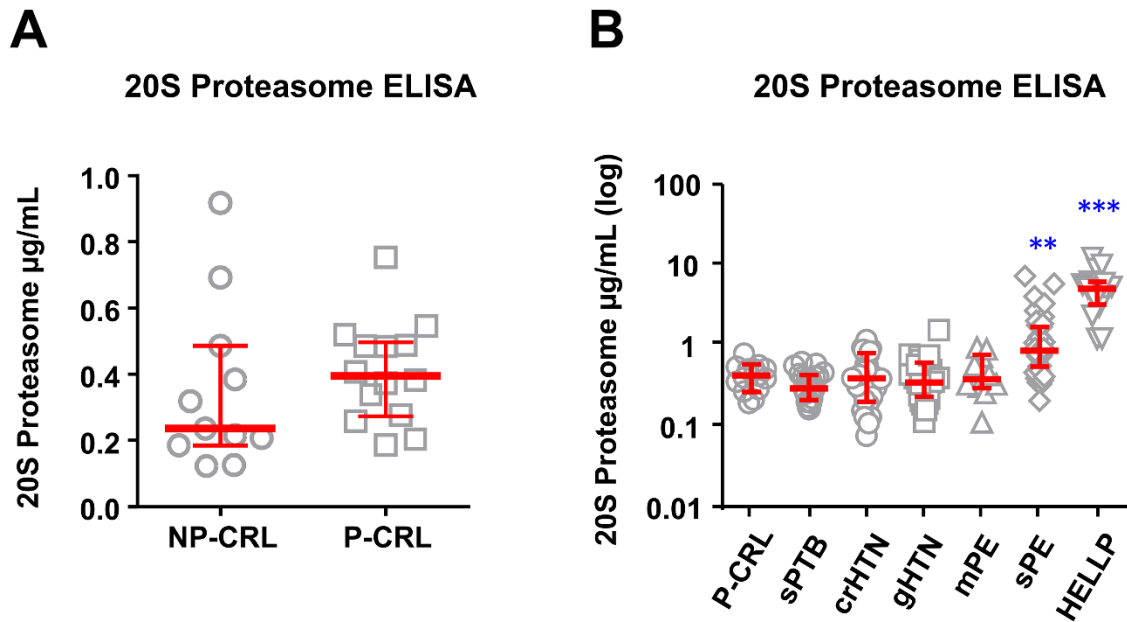 A
20S Proteasome ELISA
20S Proteasome µg/mL
1.0
0.8
0.6
0.4
0.2
0.0
NP-CRL P-CRL
B
20S Proteasome ELISA
20S Proteasome µg/mL (log)
100
10
1
0.1
0.01
**
***
P-CRL
sPTB
crHTN
gHTN
mPE
sPE
HELLP